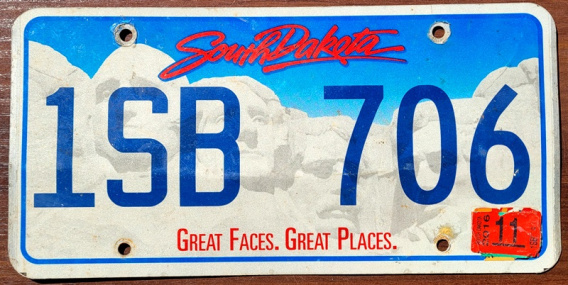 South Dakota
1SB 706
GREAT FACES. GREAT PLACES.
2016 11